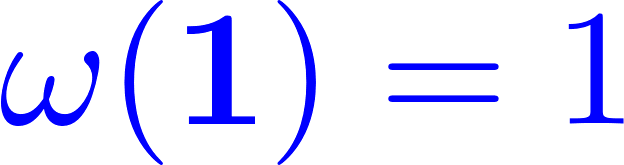 ω(𝟏) = 1